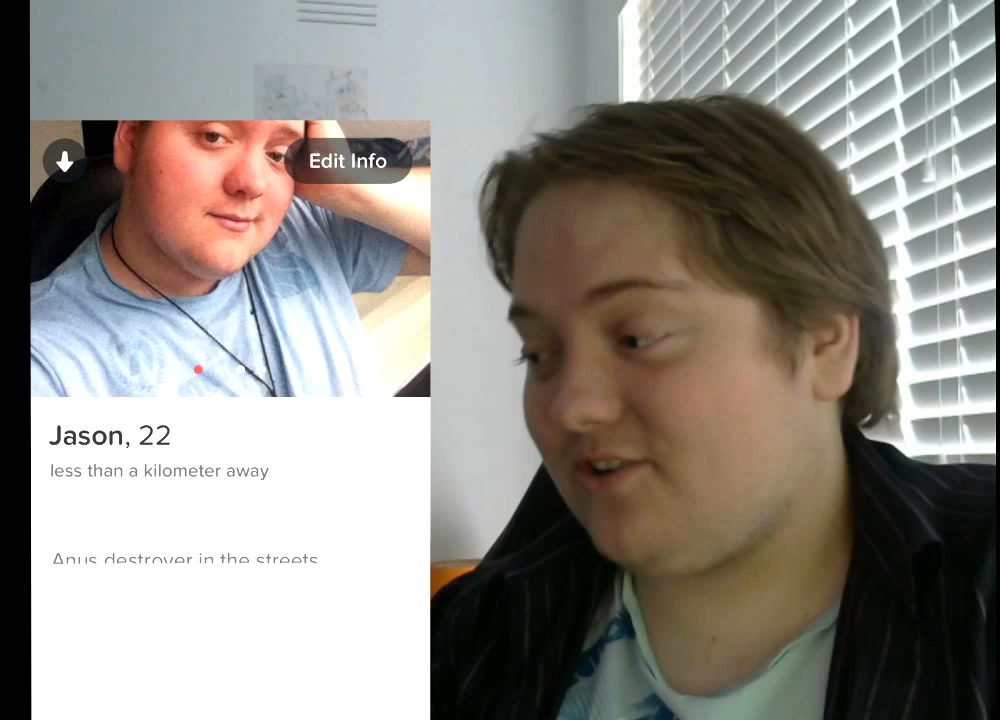 Edit Info
Jason, 22
less than a kilometer away
Anus destroyer in the streets